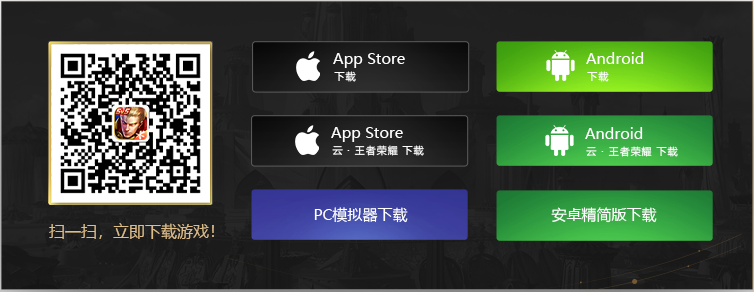 扫一扫，立即下载游戏！
App Store
下载
Android
下载
App Store
云 · 王者荣耀 下载
Android
云 · 王者荣耀 下载
PC模拟器下载
安卓精简版下载
5V5